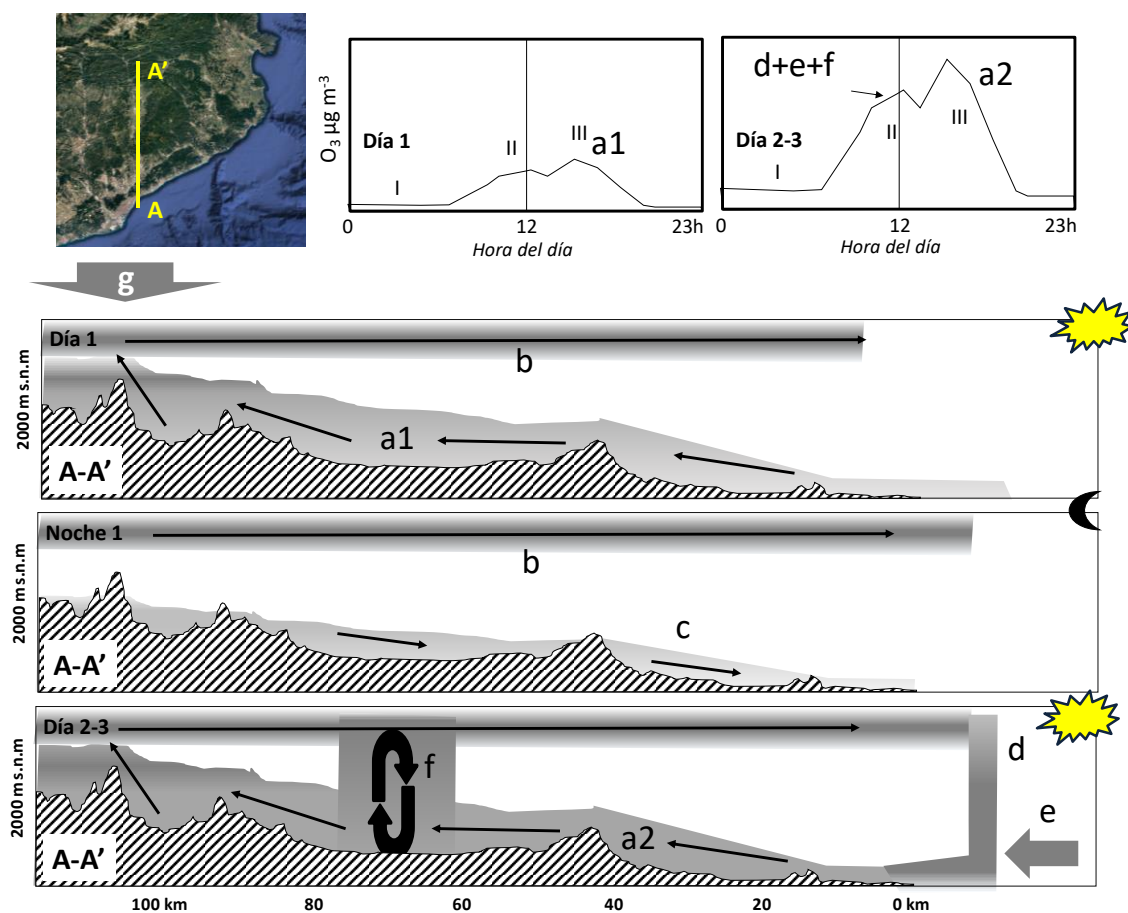 A'
A
O3 µg m-3
Día 1
I
II
III
a1
0
12
23h
Hora del día
d+e+f
Día 2-3
I
II
III
a2
0
12
23h
Hora del día
g
Día 1
b
2000 m s.n.m
a1
A-A'
Noche 1
b
2000 m s.n.m
c
A-A'
Día 2-3
f
d
2000 m s.n.m
a2
e
A-A'
100 km
80
60
40
20
0 km